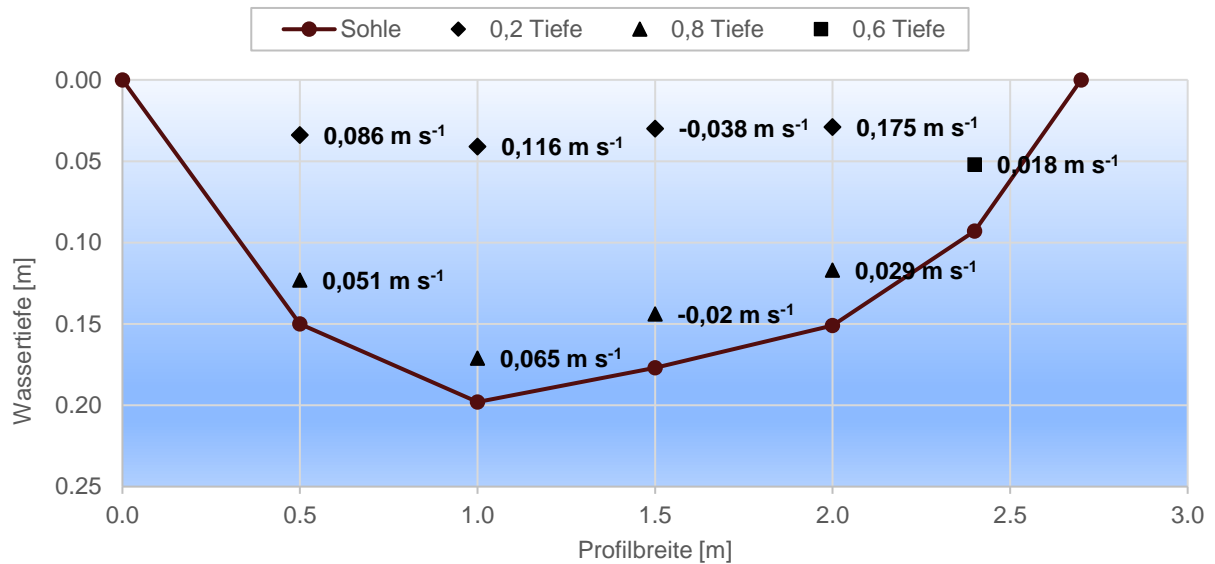 Sohle 0,2 Tiefe 0,8 Tiefe 0,6 Tiefe
0.00
0.05
0.10
0.15
0.20
0.25
Wassertiefe [m]
0,086 m s⁻¹
0,116 m s⁻¹
-0,038 m s⁻¹
0,175 m s⁻¹
0,018 m s⁻¹
0,051 m s⁻¹
0,065 m s⁻¹
-0,02 m s⁻¹
0,029 m s⁻¹
0.0 0.5 1.0 1.5 2.0 2.5 3.0
Profilbreite [m]